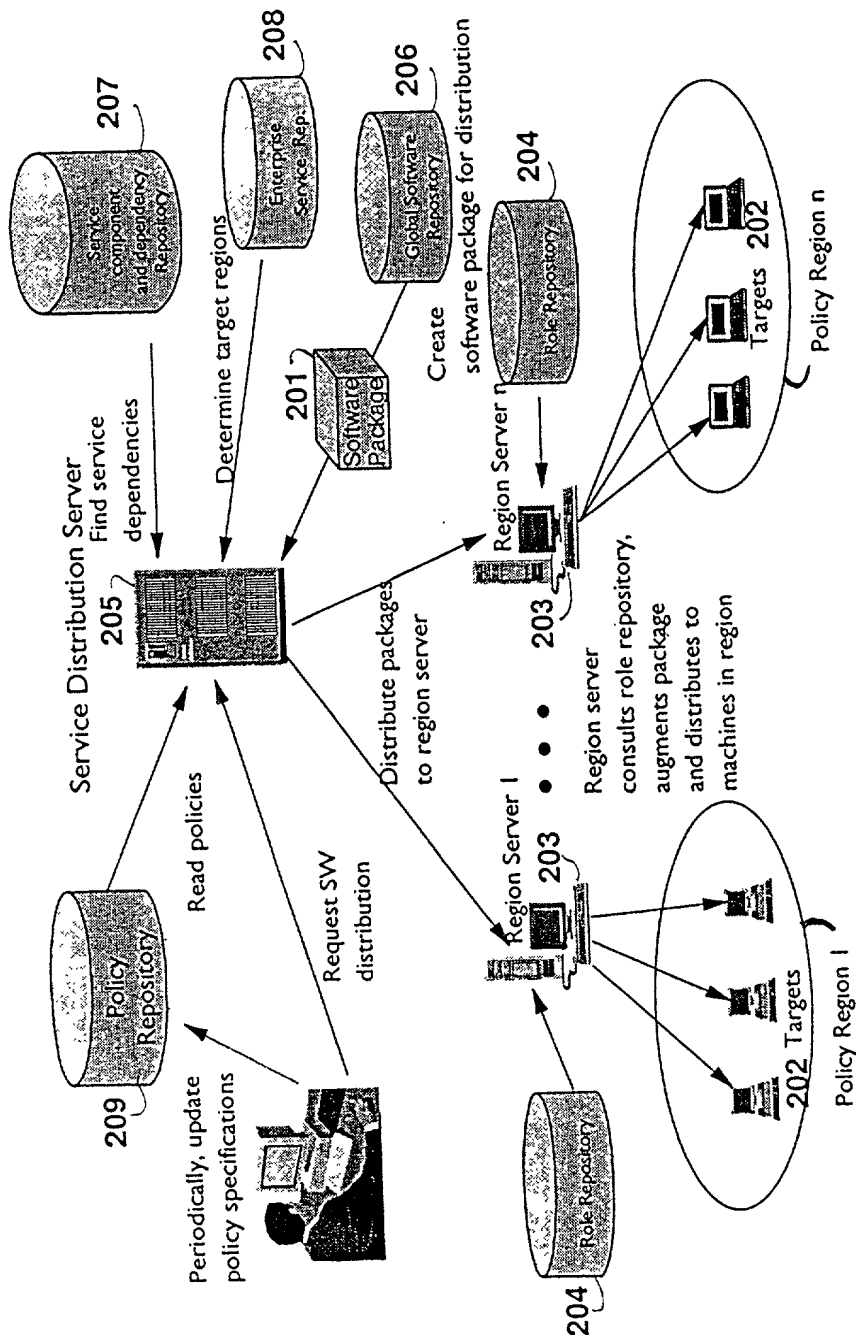 207
Service
component
and dependency
Repository
208
Enterprise
Service Rep.
206
Global Software
Repository
Service Distribution Server
205
Find service
dependencies
Determine target regions
201
Software
Package
Create
software package for distribution
209
Policy
Repository
Read policies
Periodically, update
policy specifications
Request SW
distribution
Distribute packages
to region server
204
Role Repository
Region Server 1
203
Region Server n
203
204
Role Repository
Region server
consults role repository,
augments package
and distributes to
machines in region
202 Targets
Policy Region 1
Targets
202
Policy Region n